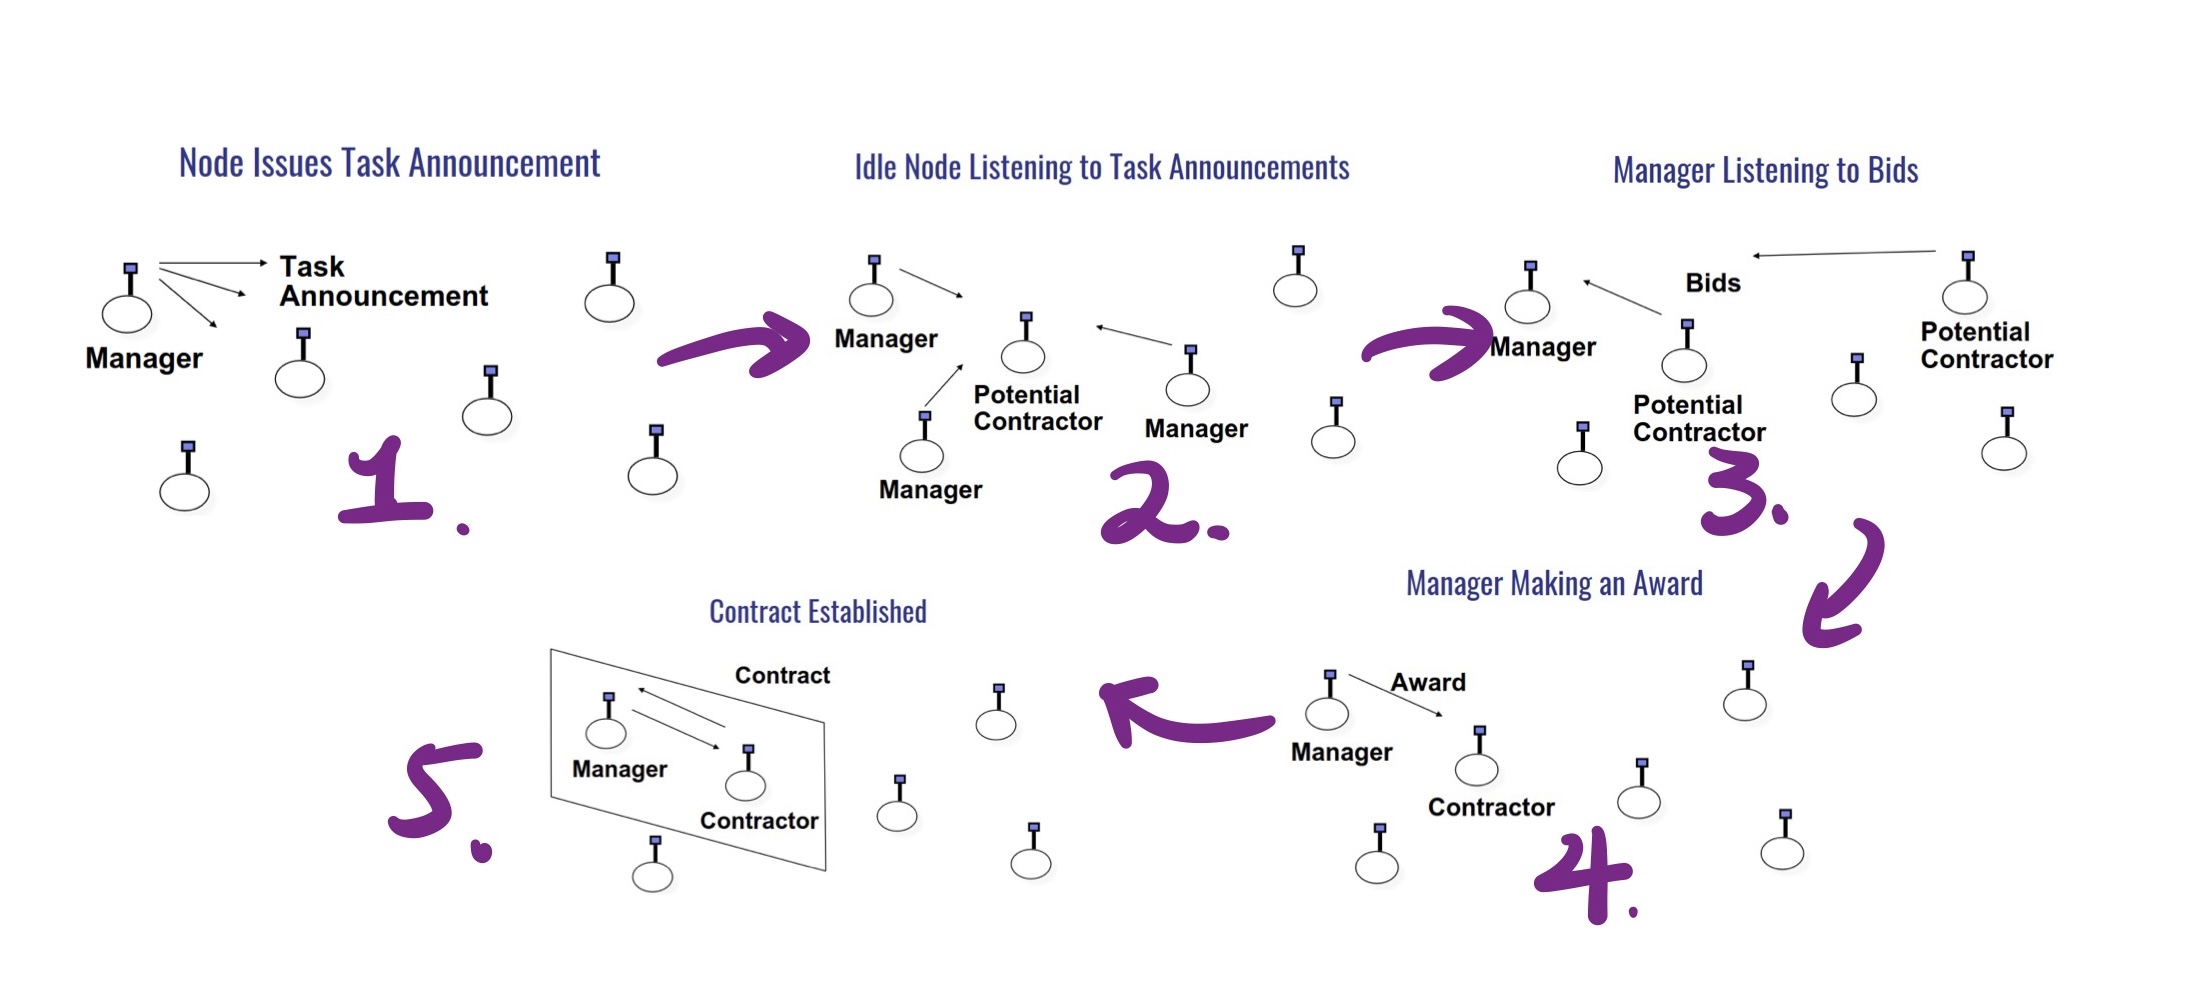 Node Issues Task Announcement
Task
Announcement
Manager
1.
Idle Node Listening to Task Announcements
Manager
Potential
Contractor
Manager
Manager
2.
Manager Listening to Bids
Bids
Manager
Potential
Contractor
Potential
Contractor
3.
Manager Making an Award
Award
Manager
Contractor
4.
Contract Established
Contract
Manager
Contractor
5.